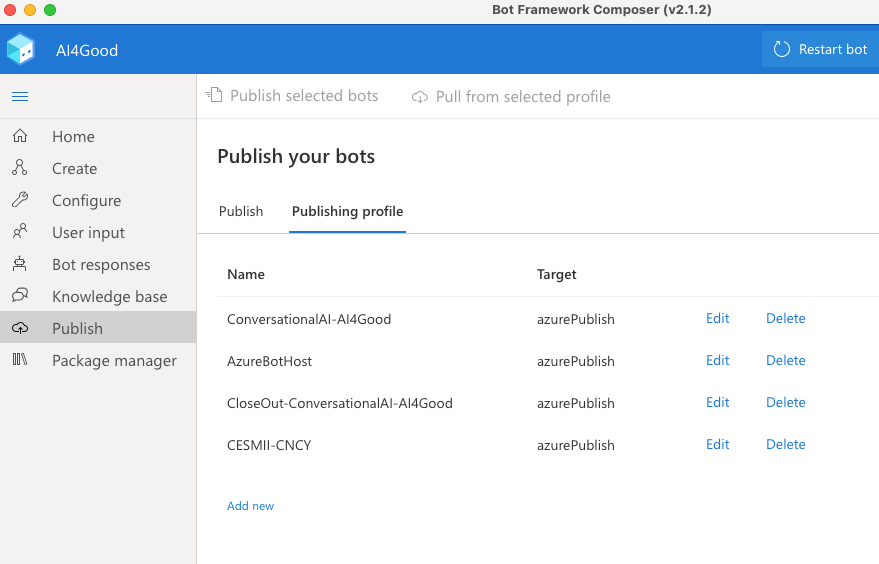 Bot Framework Composer (v2.1.2)
AI4Good
Restart bot
Publish selected bots
Pull from selected profile
Home
Create
Configure
User input
Bot responses
Knowledge base
Publish
Package manager
Publish your bots
Publish Publishing profile
Name Target
ConversationalAI-AI4Good azurePublish Edit Delete
AzureBotHost azurePublish Edit Delete
CloseOut-ConversationalAI-AI4Good azurePublish Edit Delete
CESMII-CNCY azurePublish Edit Delete
Add new